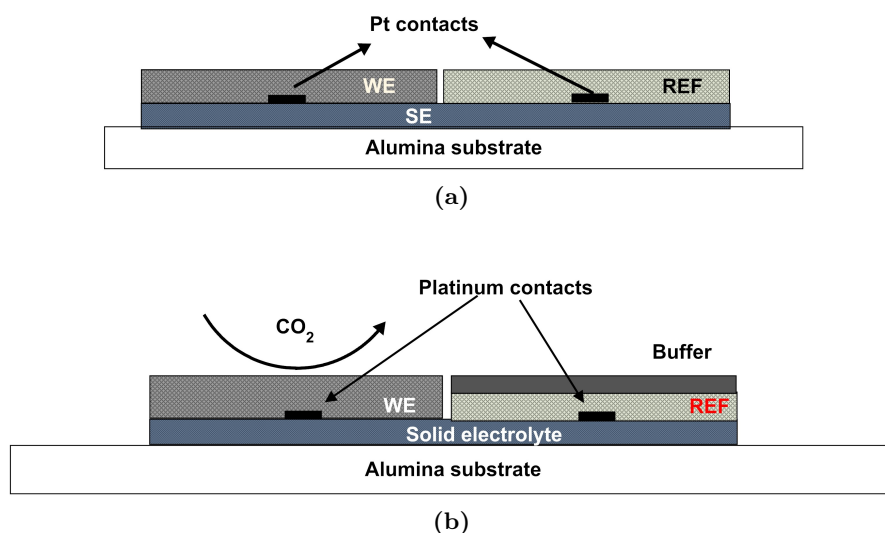 Pt contacts
WE
REF
SE
Alumina substrate
(a)
Platinum contacts
CO2
Buffer
WE
REF
Solid electrolyte
Alumina substrate
(b)